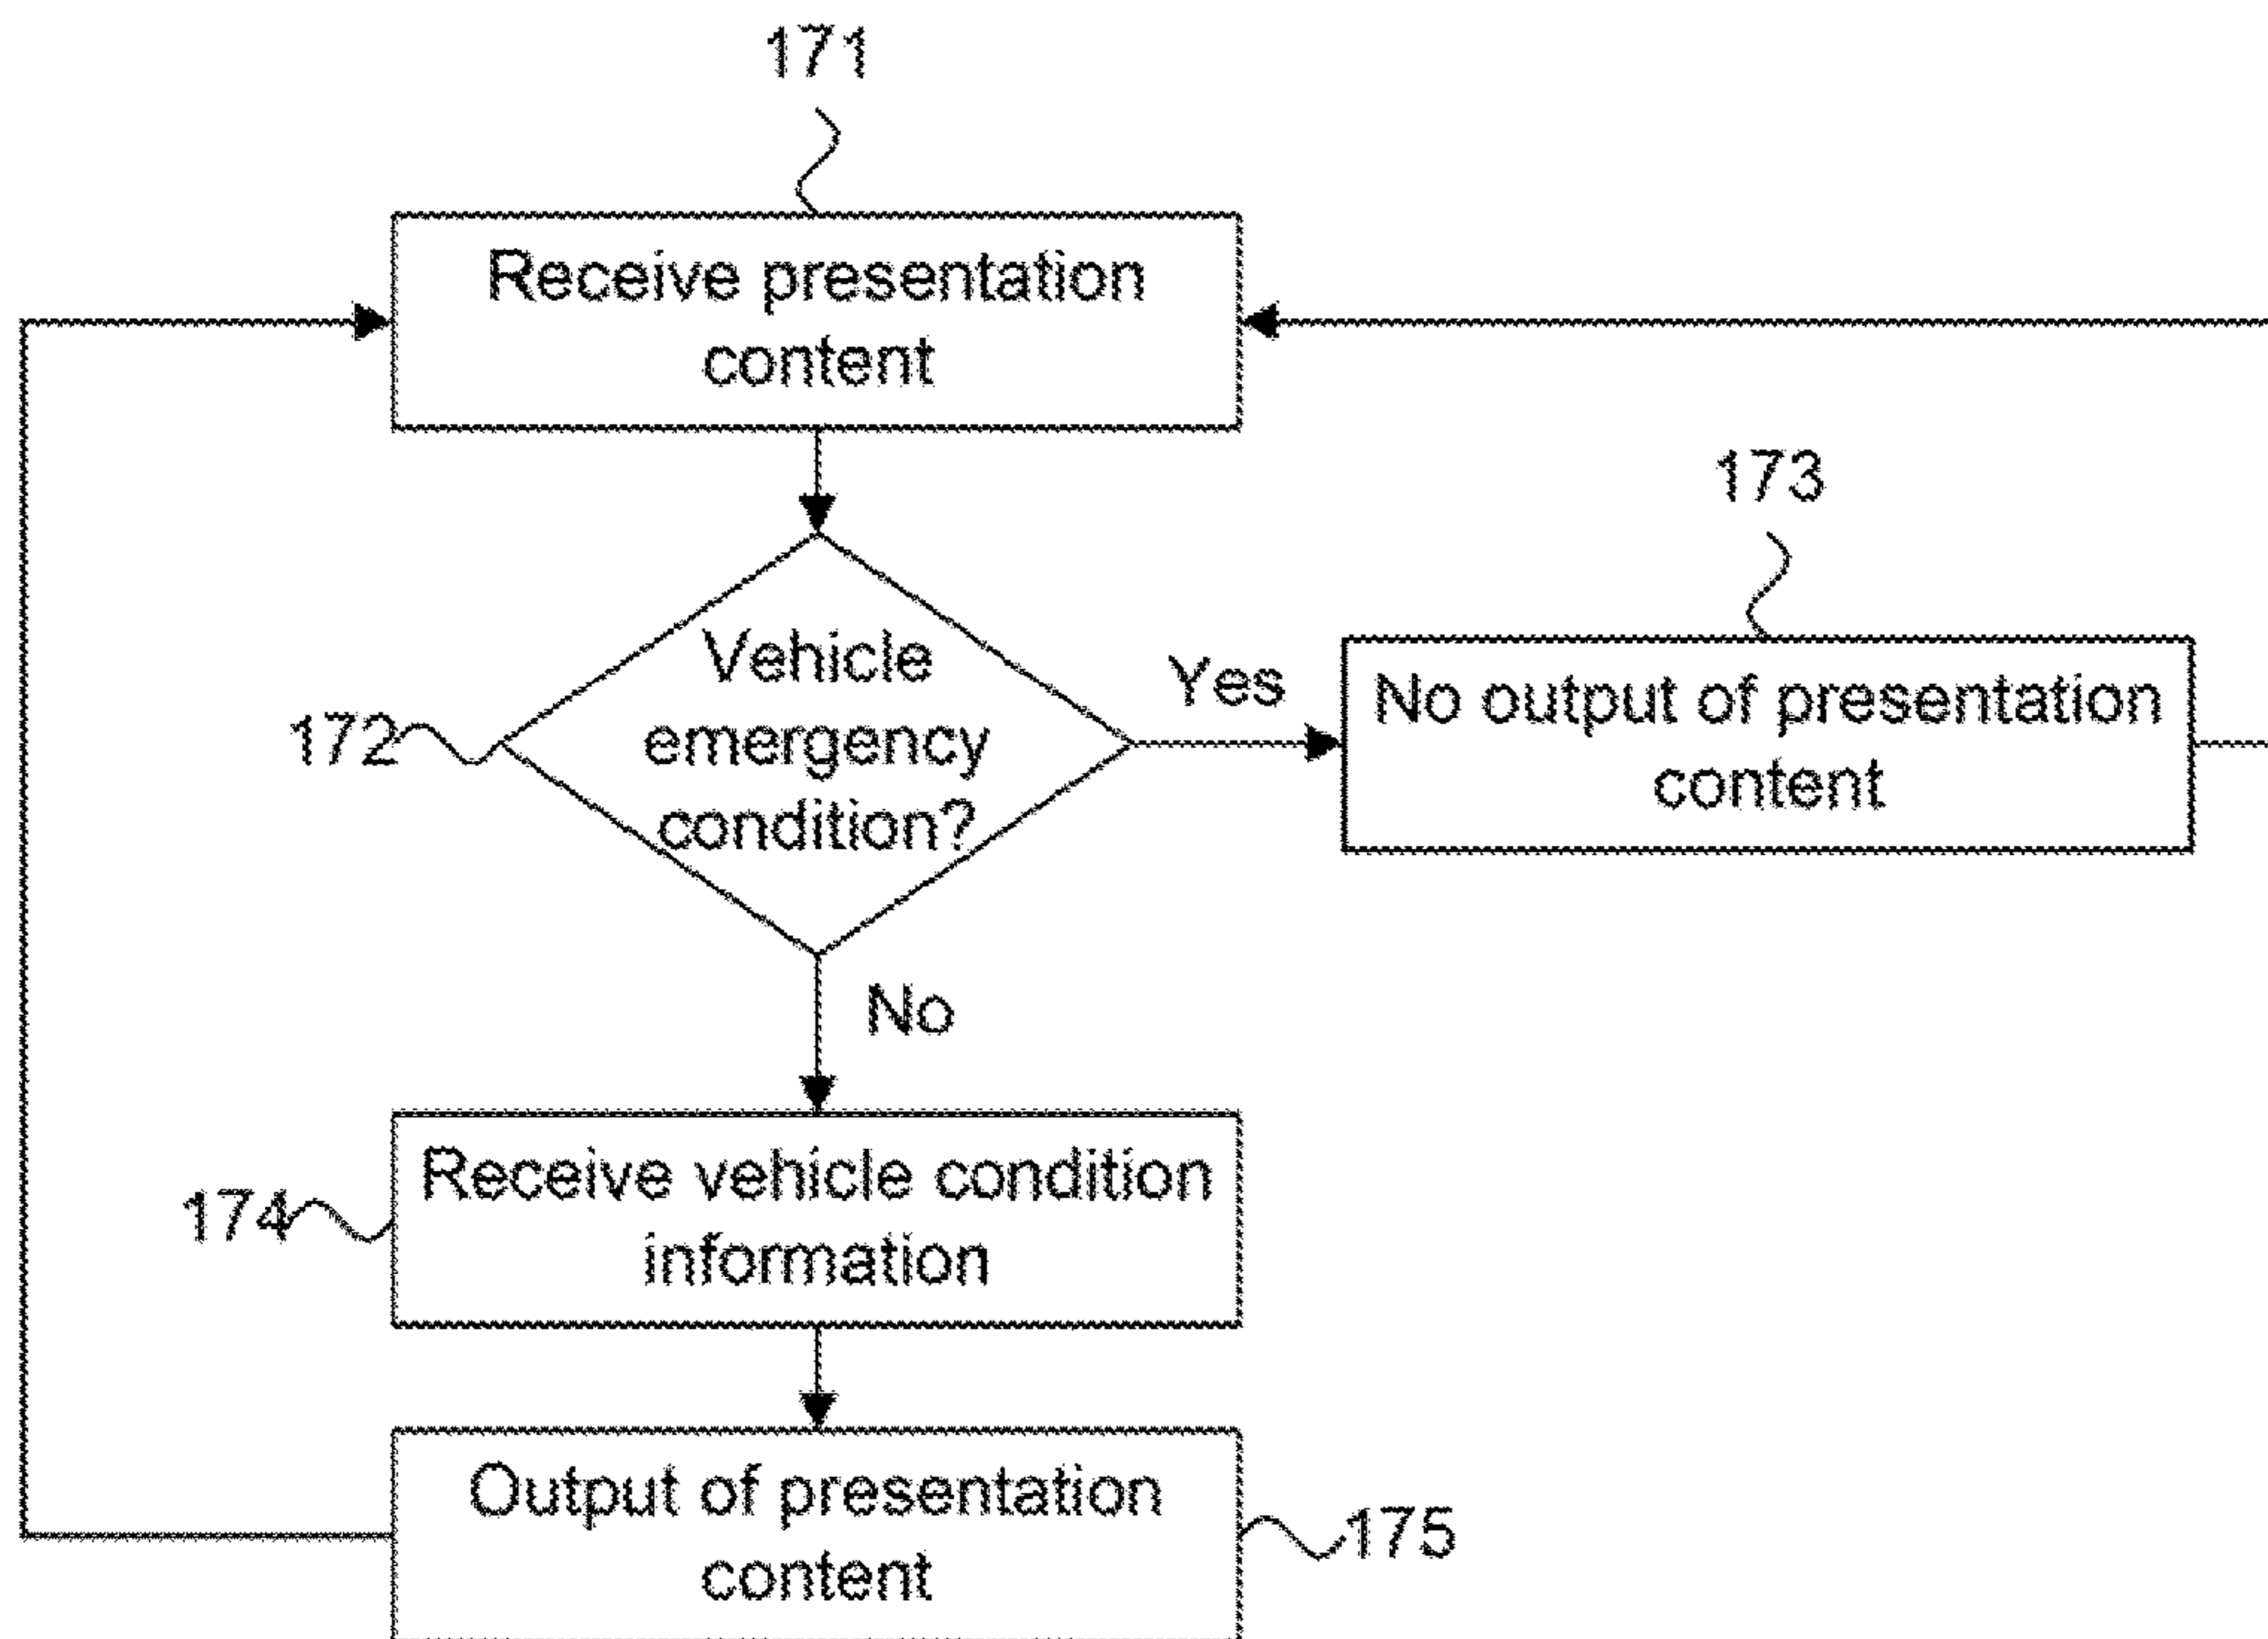 171
Receive presentation
content
173
Vehicle
emergency
condition?
172
Yes
No output of presentation
content
No
Receive vehicle condition
information
174
Output of presentation
content
175